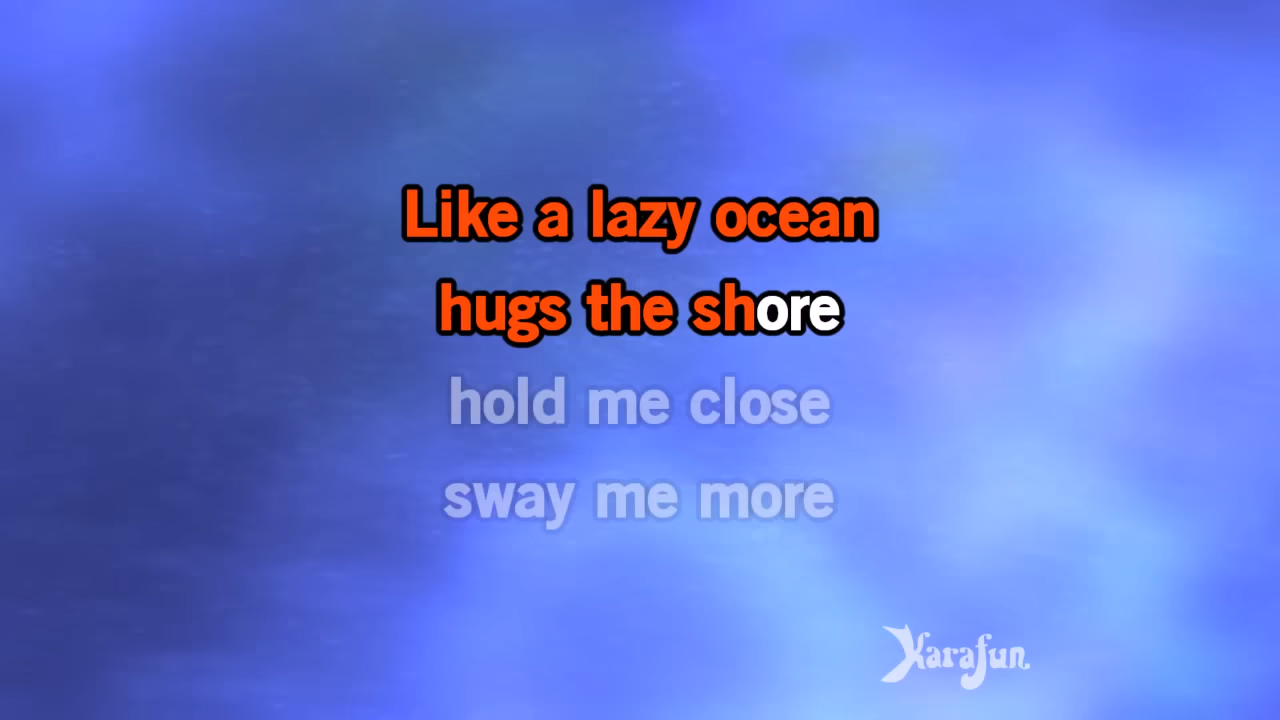 Like a lazy ocean
hugs the shore
hold me close
sway me more
Karafun